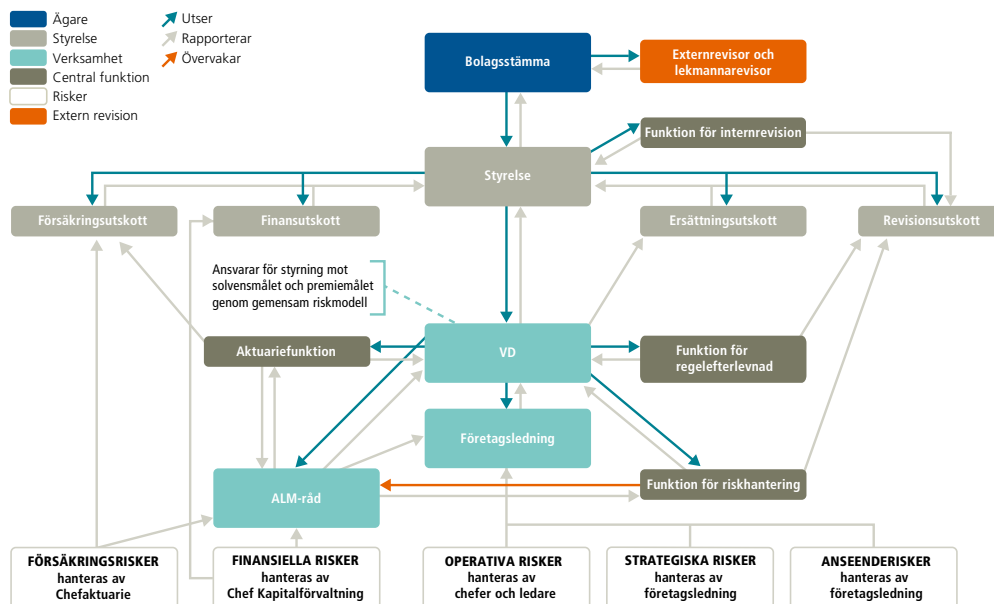 Ägare
Styrelse
Verksamhet
Central funktion
Risker
Extern revision
Utser
Rapporterar
Övervakar
Bolagsstämma
Externrevisor och
lekmannarevisor
Funktion för internrevision
Styrelse
Försäkringsutskott
Finansutskott
Ersättningsutskott
Revisionsutskott
Ansvarar för styrning mot
solvensmålet och premiemålet
genom gemensam riskmodell
Aktuariefunktion
VD
Funktion för
regelefterlevnad
Företagsledning
ALM-råd
Funktion för riskhantering
FÖRSÄKRINGSRISKER
hanteras av
Chefaktuarie
FINANSIELLA RISKER
hanteras av
Chef Kapitalförvaltning
OPERATIVA RISKER
hanteras av
chefer och ledare
STRATEGISKA RISKER
hanteras av
företagsledning
ANSEENDERISKER
hanteras av
företagsledning